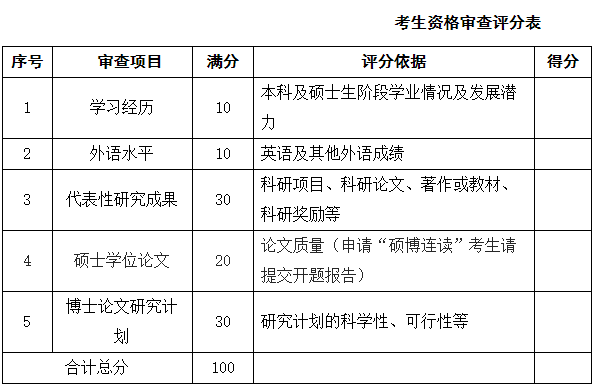 考生资格审查评分表
序号 审查项目 满分 评分依据 得分
1 学习经历 10 本科及硕士生阶段学业情况及发展潜
力
2 外语水平 10 英语及其他外语成绩
3 代表性研究成果 30 科研项目、科研论文、著作或教材、
科研奖励等
4 硕士学位论文 20 论文质量（申请“硕博连读”考生请
提交开题报告）
5 博士论文研究计 30 研究计划的科学性、可行性等
划
合计总分 100